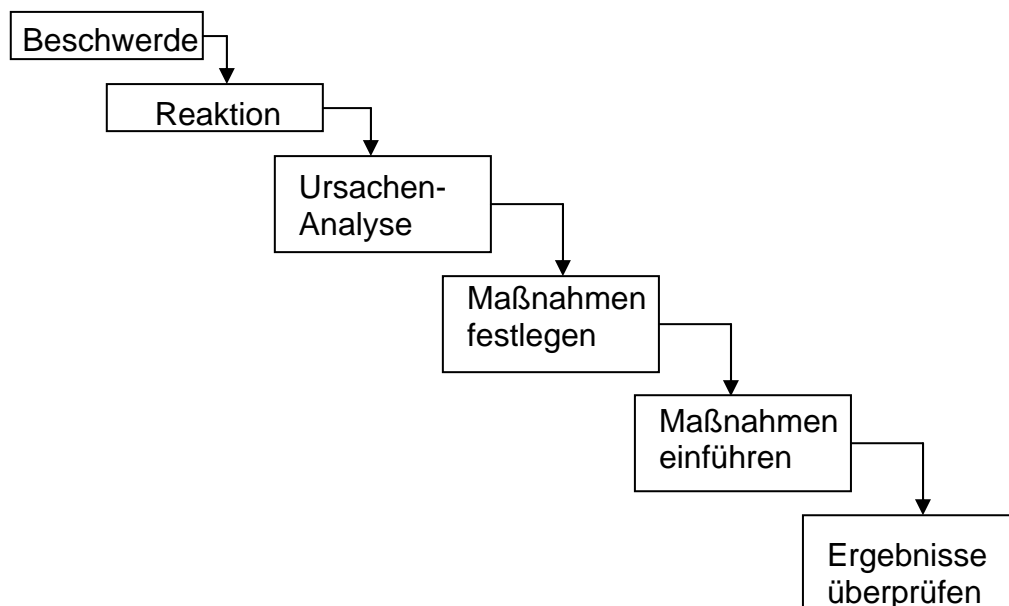 Beschwerde
Reaktion
Ursachen-
Analyse
Maßnahmen
festlegen
Maßnahmen
einführen
Ergebnisse
überprüfen